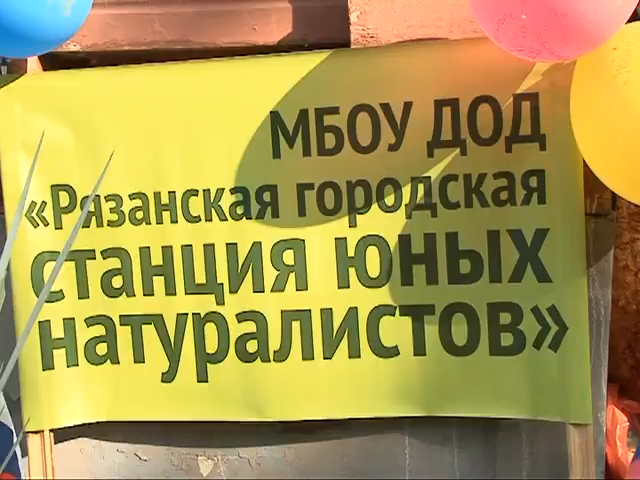 МБОУ ДОД
«Рязанская городская
станция юных
натуралистов»